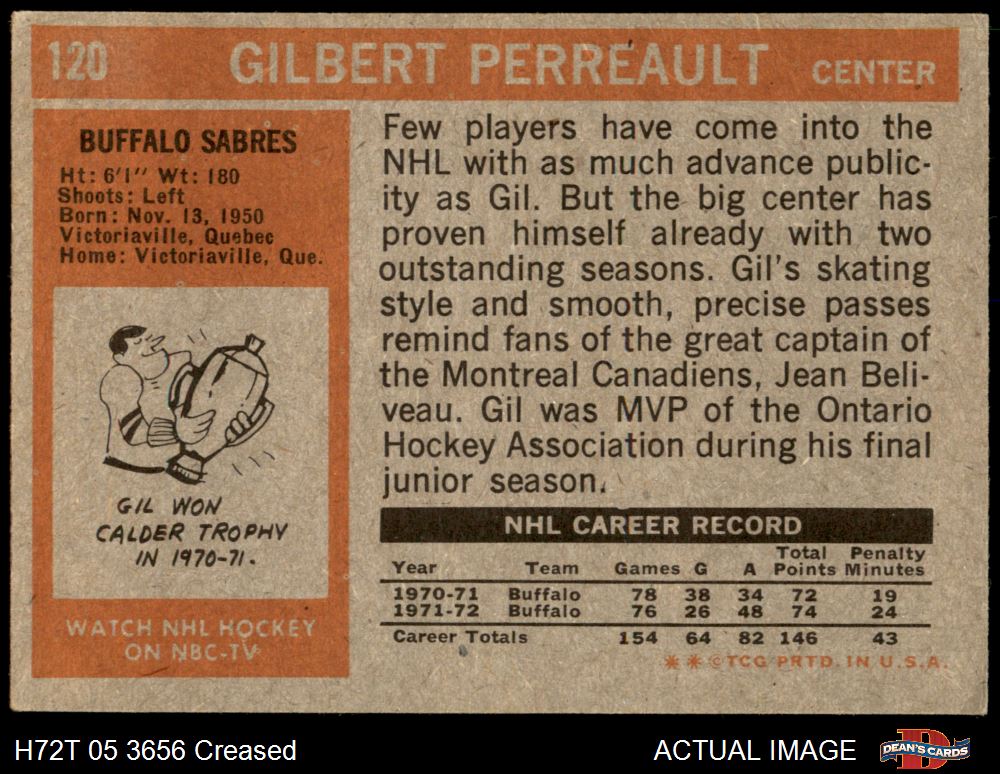 120 GILBERT PERREAULT CENTER
BUFFALO SABRES
Ht: 6'1" Wt: 180
Shoots: Left
Born: Nov. 13, 1950
Victoriaville, Quebec
Home: Victoriaville, Que.
GIL WON
CALDER TROPHY
IN 1970-71.
WATCH NHL HOCKEY
ON NBC-TV
Few players have come into the
NHL with as much advance public-
ity as Gil. But the big center has
proven himself already with two
outstanding seasons. Gil's skating
style and smooth, precise passes
remind fans of the great captain of
the Montreal Canadiens, Jean Beli-
veau. Gil was MVP of the Ontario
Hockey Association during his final
junior season.
NHL CAREER RECORD
Year Team Games G A Total Points Penalty Minutes
1970-71 Buffalo 78 38 34 72 19
1971-72 Buffalo 76 26 48 74 24
Career Totals 154 64 82 146 43
** ©TCG PRTD. IN U.S.A.
H72T 05 3656 Creased ACTUAL IMAGE DEAN'S CARDS